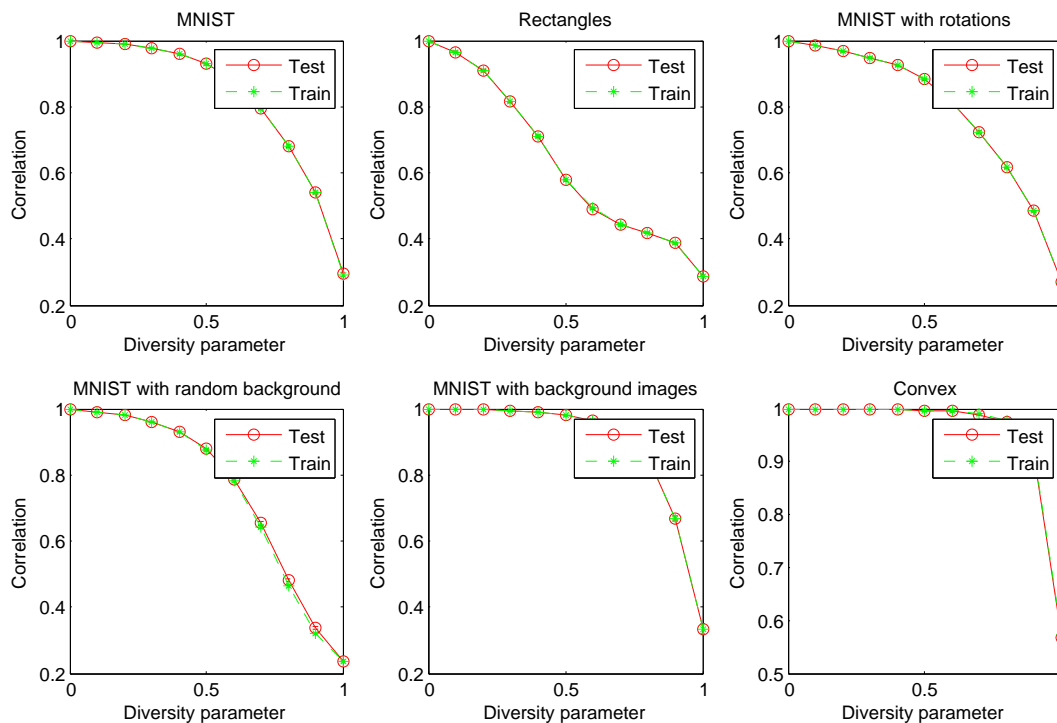 MNIST
Rectangles
MNIST with rotations
1
0.8
0.6
0.4
0.2
0
0.5
1
Correlation
Diversity parameter
Test
Train
1
0.8
0.6
0.4
0.2
0
0.5
1
Correlation
Diversity parameter
Test
Train
1
0.8
0.6
0.4
0.2
0
0.5
Correlation
Diversity parameter
Test
Train
MNIST with random background
MNIST with background images
Convex
1
0.8
0.6
0.4
0.2
0
0.5
1
Correlation
Diversity parameter
Test
Train
1
0.8
0.6
0.4
0.2
0
0.5
1
Correlation
Diversity parameter
Test
Train
1
0.9
0.8
0.7
0.6
0.5
0
0.5
Correlation
Diversity parameter
Test
Train